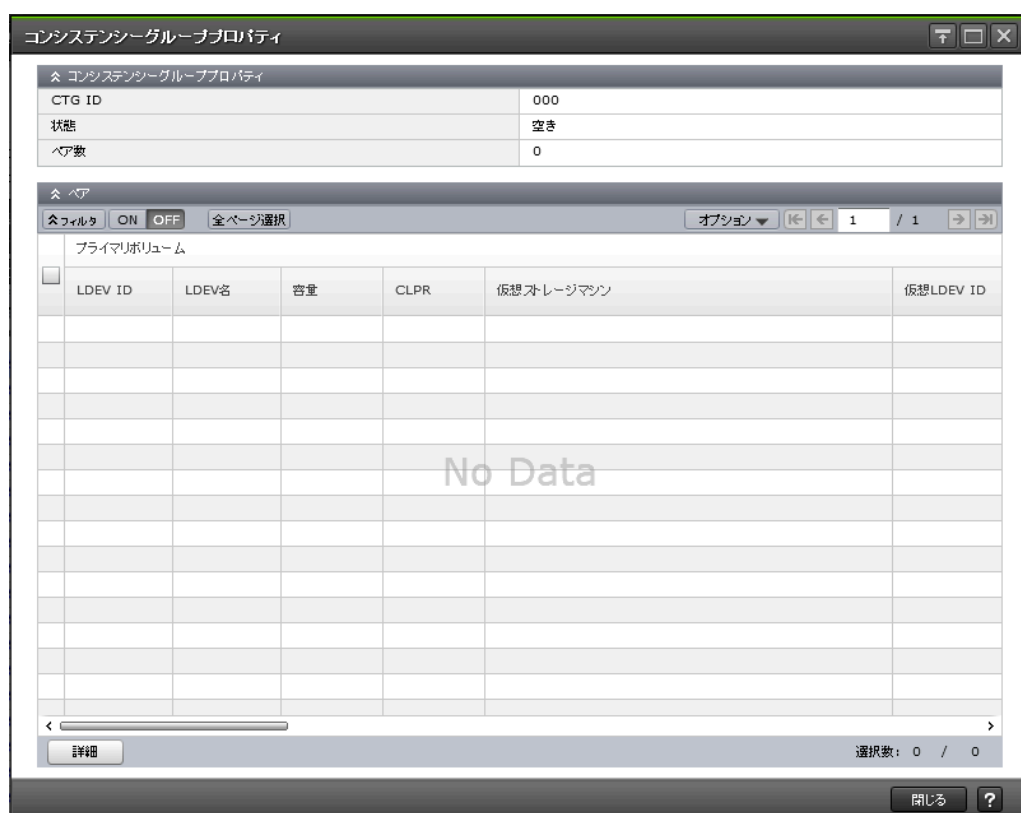 コンシステンシーグループプロパティ
コンシステンシーグループプロパティ
CTG ID 000
状態 空き
ペア数 0
ペア
フィルタ ON OFF 全ページ選択 オプション 1 / 1
プライマリボリューム
LDEV ID LDEV名 容量 CLPR 仮想ストレージマシン 仮想LDEV ID
No Data
詳細 選択数: 0 / 0
閉じる ?